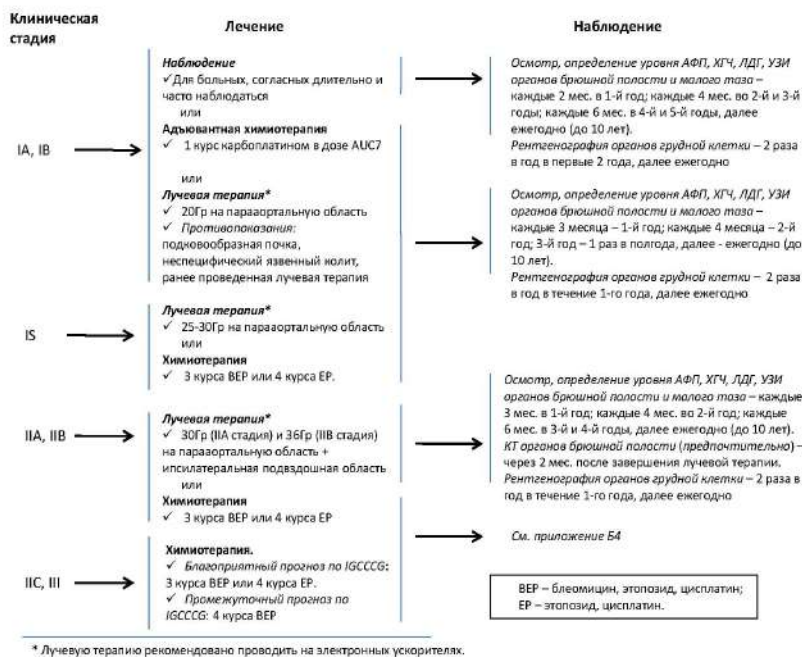 Клиническая
стадия
Лечение
Наблюдение
IA, IB
Наблюдение
✓Для больных, согласных длительно и
часто наблюдаться
или
Адъювантная химиотерапия
✓ 1 курс карбоплатином в дозе AUC7
или
Лучевая терапия*
✓ 20Гр на парааортальную область
✓ Противопоказания:
подковообразная почка,
неспецифический язвенный колит,
ранее проведенная лучевая терапия
Осмотр, определение уровня АФП, ХГЧ, ЛДГ, УЗИ
органов брюшной полости и малого таза –
каждые 2 мес. в 1-й год; каждые 4 мес. во 2-й и 3-й
годы; каждые 6 мес. в 4-й и 5-й годы, далее
ежегодно (до 10 лет).
Рентгенография органов грудной клетки – 2 раза
в год в первые 2 года, далее ежегодно
Осмотр, определение уровня АФП, ХГЧ, ЛДГ, УЗИ
органов брюшной полости и малого таза –
каждые 3 месяца – 1-й год; каждые 4 месяца – 2-й
год; 3-й год – 1 раз в полгода, далее - ежегодно (до
10 лет).
Рентгенография органов грудной клетки – 2 раза
в год в течение 1-го года, далее ежегодно
IS
Лучевая терапия*
✓ 25-30Гр на парааортальную область
или
Химиотерапия
✓ 3 курса BEP или 4 курса EP.
IIA, IIB
Лучевая терапия*
✓ 30Гр (IIA стадия) и 36Гр (IIB стадия)
на парааортальную область +
ипсилатеральная подвздошная область
или
Химиотерапия
✓ 3 курса BEP или 4 курса EP
Осмотр, определение уровня АФП, ХГЧ, ЛДГ, УЗИ
органов брюшной полости и малого таза – каждые
3 мес. в 1-й год; каждые 4 мес. во 2-й год; каждые
6 мес. в 3-й и 4-й годы, далее ежегодно (до 10 лет).
КТ органов брюшной полости (предпочтительно) –
через 2 мес. после завершения лучевой терапии.
Рентгенография органов грудной клетки – 2 раза в
год в течение 1-го года, далее ежегодно
IIC, III
Химиотерапия.
✓ Благоприятный прогноз по IGCCCG:
3 курса BEP или 4 курса EP.
✓ Промежуточный прогноз по
IGCCCG: 4 курса BEP
См. приложение Б4
BEP – блеомицин, этопозид, цисплатин;
EP – этопозид, цисплатин.
* Лучевую терапию рекомендовано проводить на электронных ускорителях.